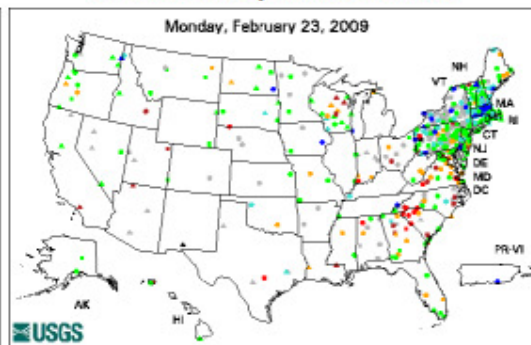 Monday, February 23, 2009
NH
VT
MA
RI
CT
NJ
DE
MD
DC
PR-VI
AK
HI
USGS